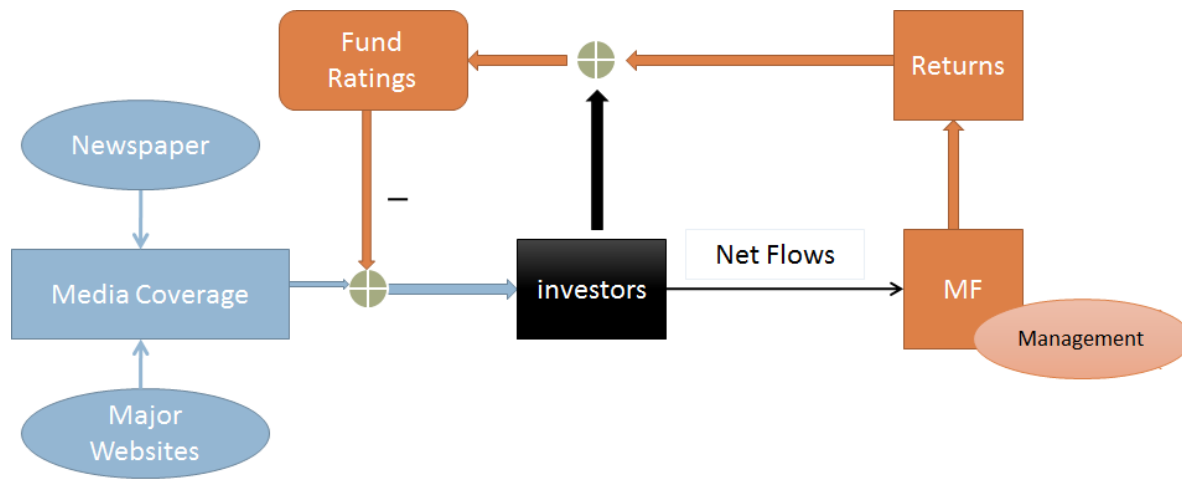 Fund
Ratings
Returns
Newspaper
–
Net Flows
Media Coverage
investors
MF
Management
Major
Websites